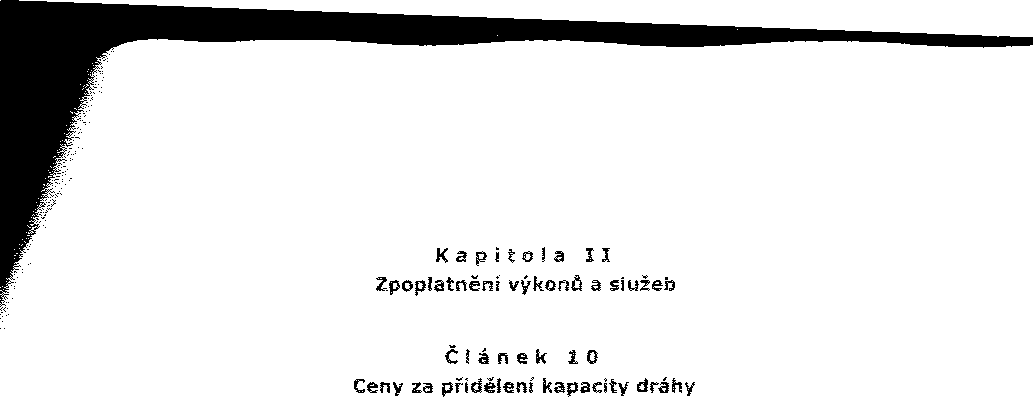 Kapitola II
Zpoplatnění výkonů a služeb
Článek 10
Ceny za přidělení kapacity dráhy